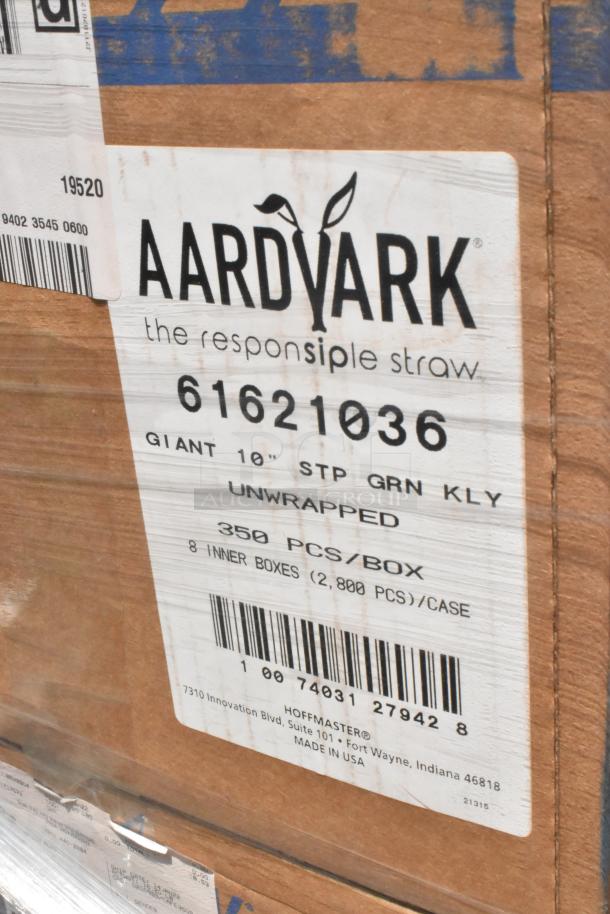 19520
9402 3545 0600
AARDVARK®
the responsiple straw
61621036
GIANT 10" STP GRN KLY
UNWRAPPED
350 PCS/BOX
8 INNER BOXES (2,800 PCS)/CASE
1 00 74031 27942 8
HOFFMASTER®
7310 Innovation Blvd, Suite 101 • Fort Wayne, Indiana 46818
MADE IN USA
21315